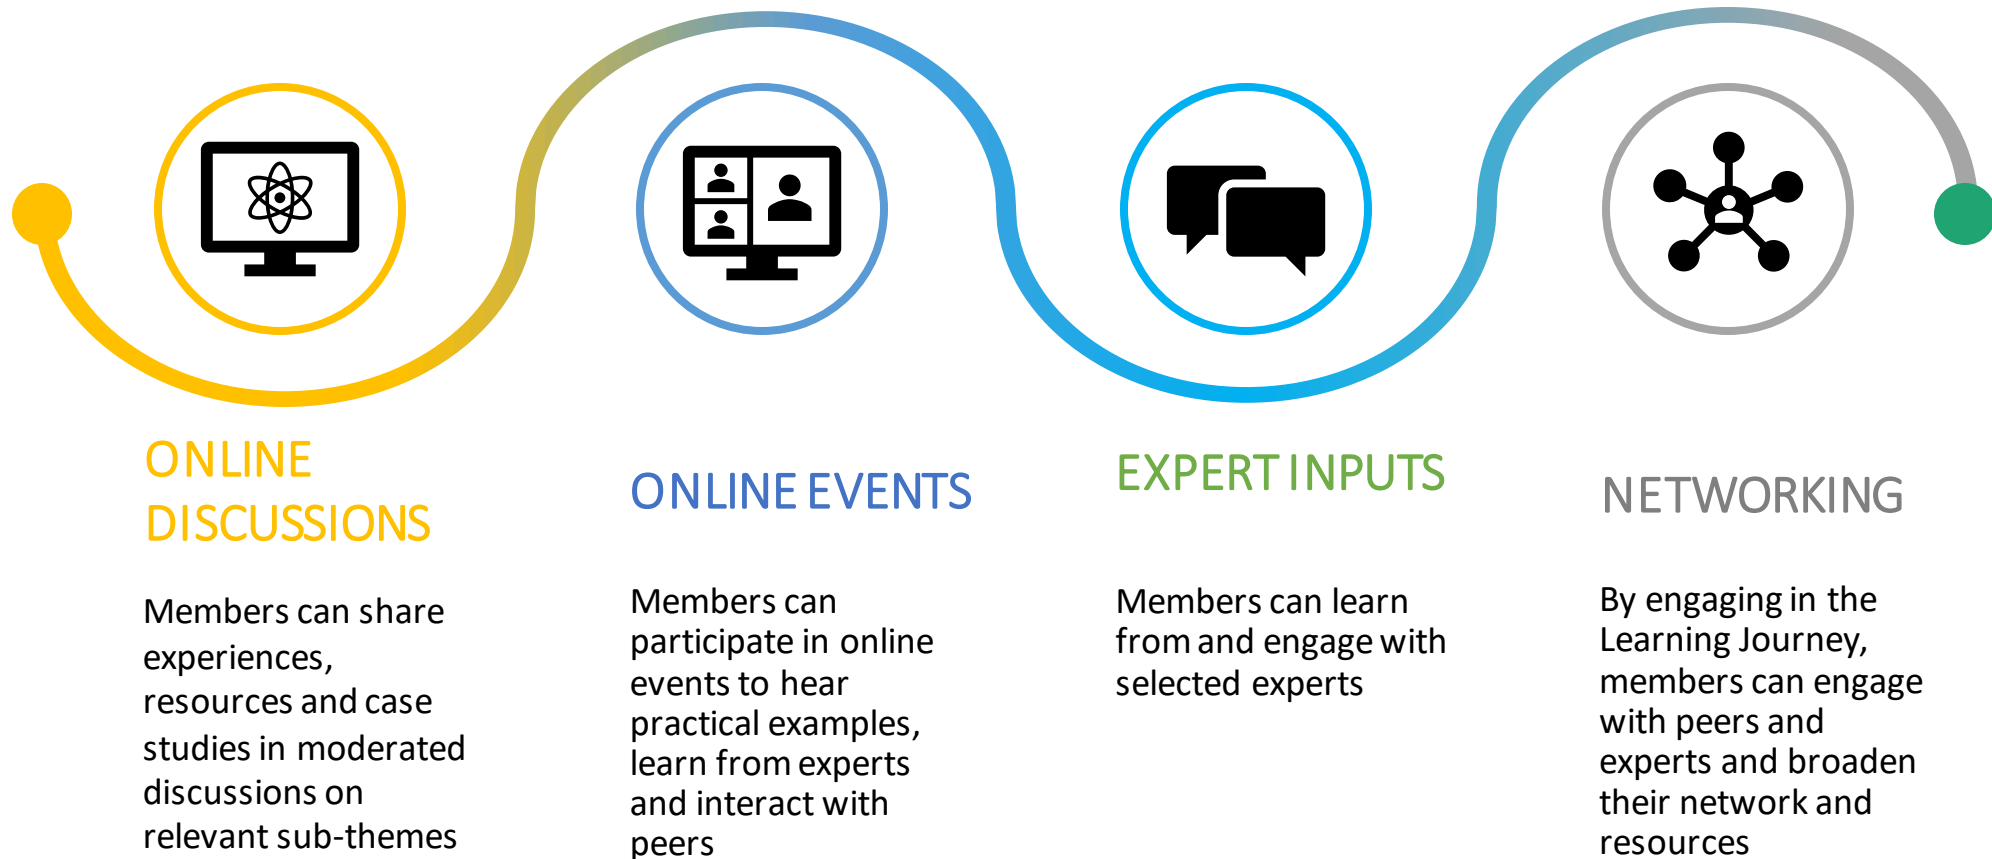 ONLINE
DISCUSSIONS
Members can share
experiences,
resources and case
studies in moderated
discussions on
relevant sub-themes
ONLINE EVENTS
Members can
participate in online
events to hear
practical examples,
learn from experts
and interact with
peers
EXPERT INPUTS
Members can learn
from and engage with
selected experts
NETWORKING
By engaging in the
Learning Journey,
members can engage
with peers and
experts and broaden
their network and
resources